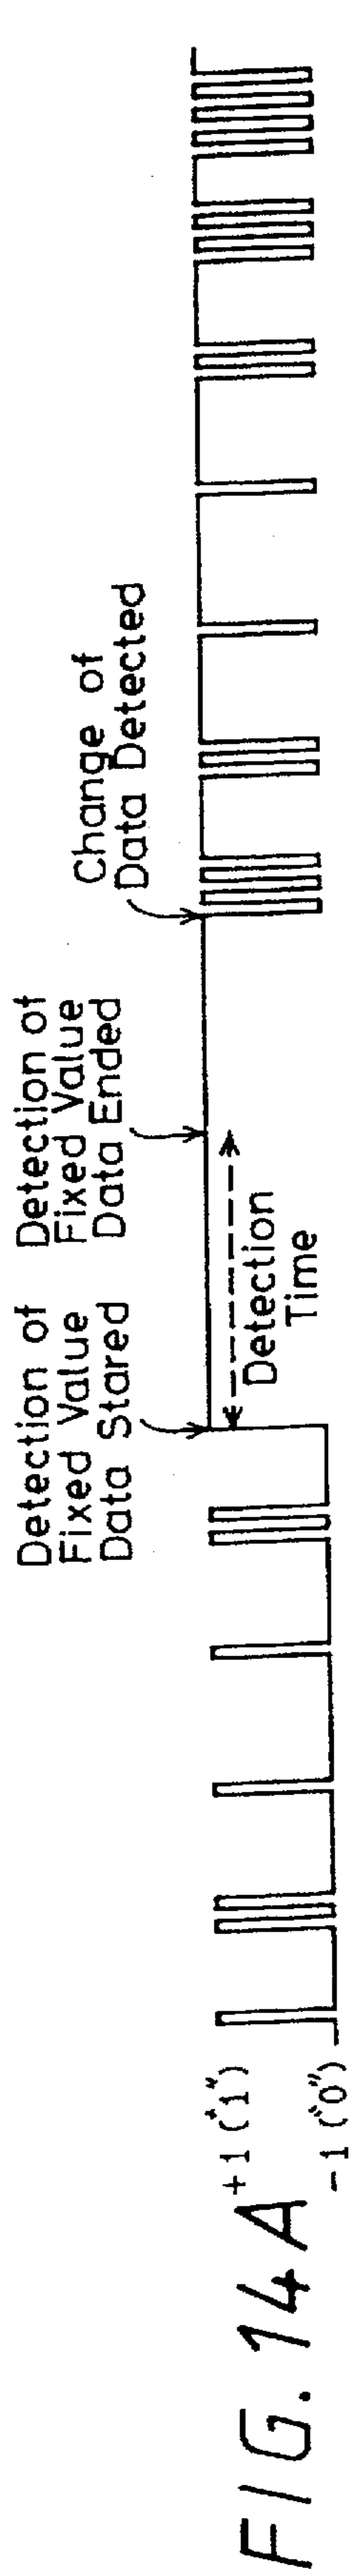 FIG. 14A
+1 ("1")
-1 ("0")
Detection of
Fixed Value
Data Stared
Detection of
Fixed Value
Data Ended
Detection
Time
Change of
Data Detected